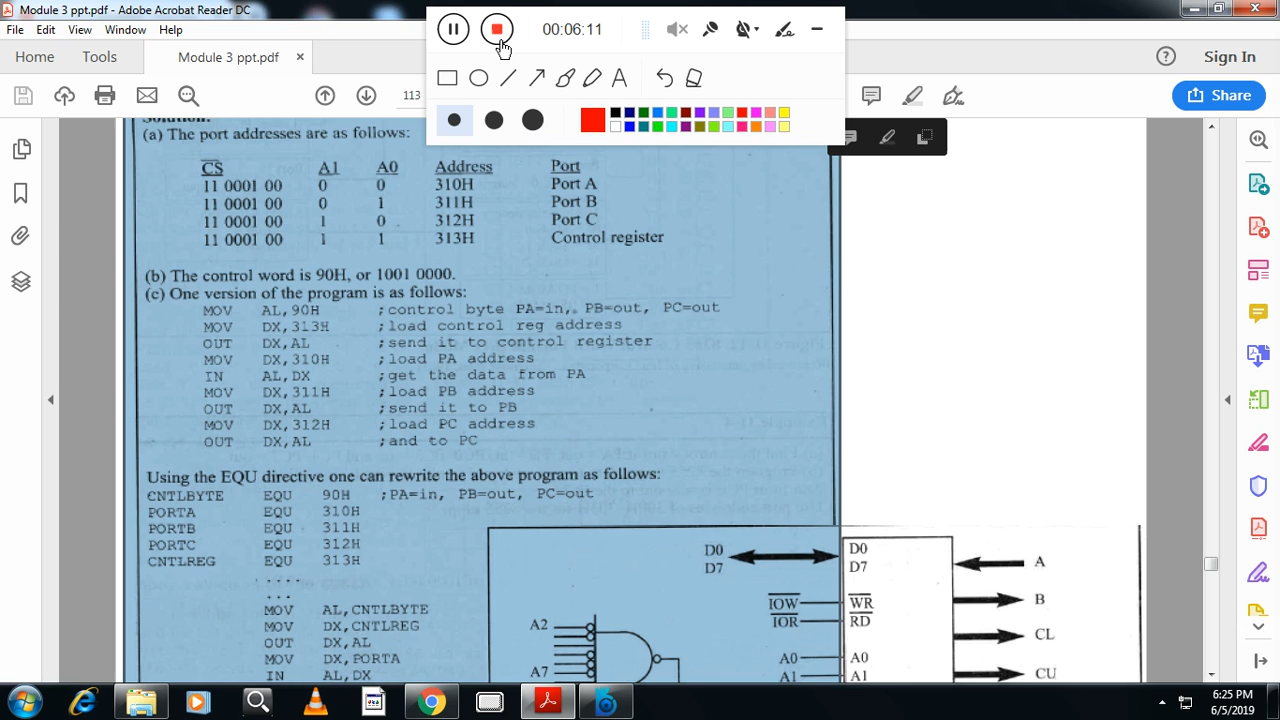 Module 3 ppt.pdf - Adobe Acrobat Reader DC
00:06:11
File Edit View Window Help
Home Tools Module 3 ppt.pdf × Sign In
113
Share
Solution:
(a) The port addresses are as follows:
CS A1 A0 Address Port
11 0001 00 0 0 310H Port A
11 0001 00 0 1 311H Port B
11 0001 00 1 0 312H Port C
11 0001 00 1 1 313H Control register
(b) The control word is 90H, or 1001 0000.
(c) One version of the program is as follows:
MOV AL,90H ;control byte PA=in, PB=out, PC=out
MOV DX,313H ;load control reg address
OUT DX,AL ;send it to control register
MOV DX,310H ;load PA address
IN AL,DX ;get the data from PA
MOV DX,311H ;load PB address
OUT DX,AL ;send it to PB
MOV DX,312H ;load PC address
OUT DX,AL ;and to PC
Using the EQU directive one can rewrite the above program as follows:
CNTLBYTE EQU 90H ;PA=in, PB=out, PC=out
PORTA EQU 310H
PORTB EQU 311H
PORTC EQU 312H
CNTLREG EQU 313H
.....
...
MOV AL,CNTLBYTE
MOV DX,CNTLREG
OUT DX,AL
MOV DX,PORTA
IN AL,DX
D0 D0
D7 D7 A
IOW WR B
IOR RD
A2 CL
A0 A0
A7 A1 A1 CU
6:25 PM
6/5/2019